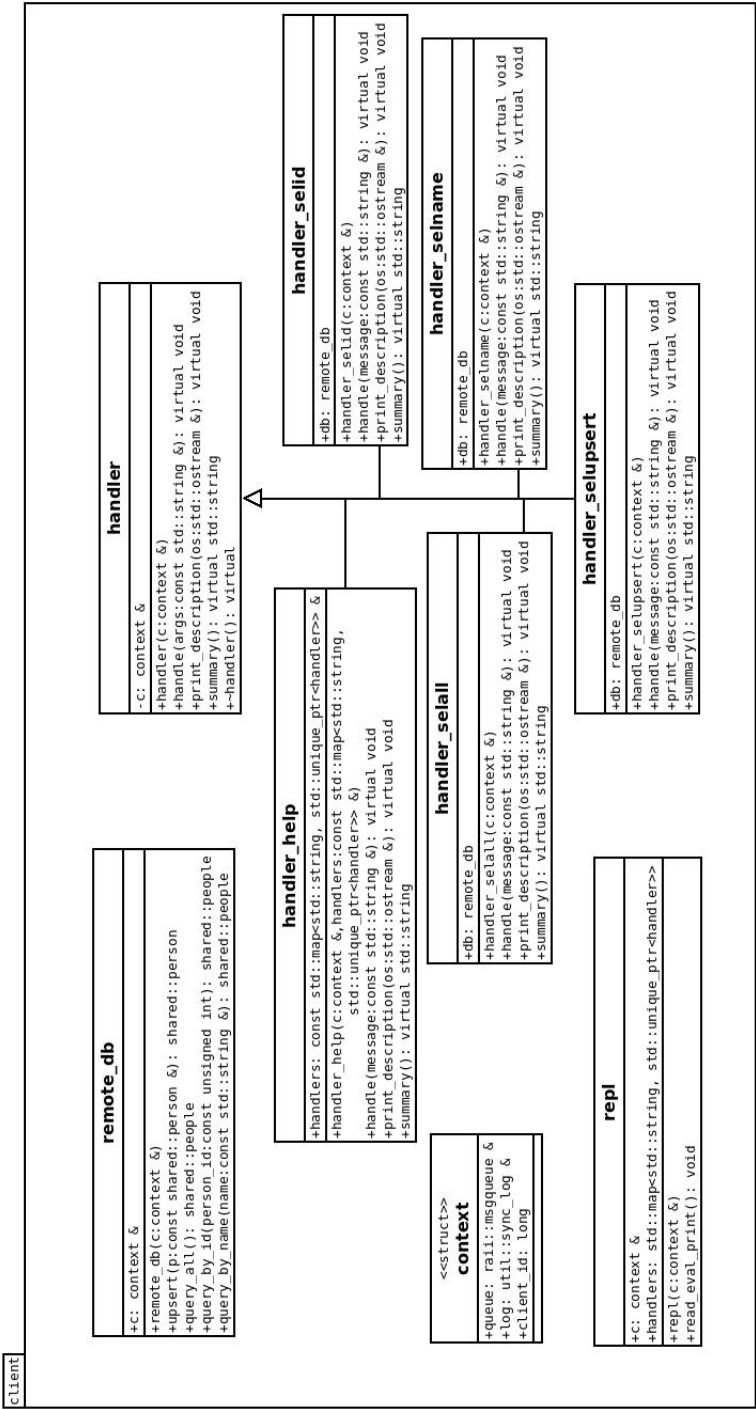 client
remote_db
+c: context &
+remote_db(c:context &)
+upsert(p:const shared::person &): shared::person
+query_all(): shared::people
+query_by_id(person_id:const unsigned int): shared::people
+query_by_name(name:const std::string &): shared::people
handler
-c: context &
+handler(c:context &)
+handle(args:const std::string &): virtual void
+print_description(os:std::ostream &): virtual void
+summary(): virtual std::string
+~handler(): virtual
handler_selid
+db: remote_db
+handler_selid(c:context &)
+handle(message:const std::string &): virtual void
+print_description(os:std::ostream &): virtual void
+summary(): virtual std::string
handler_help
+handlers: const std::map<std::string, std::unique_ptr<handler>> &
+handler_help(c:context &,handlers:const std::map<std::string,
std::unique_ptr<handler>> &)
+handle(message:const std::string &): virtual void
+print_description(os:std::ostream &): virtual void
+summary(): virtual std::string
handler_selname
+db: remote_db
+handler_selname(c:context &)
+handle(message:const std::string &): virtual void
+print_description(os:std::ostream &): virtual void
+summary(): virtual std::string
<<struct>>
context
+queue: raii::msgqueue &
+log: util::sync_log &
+client_id: long
handler_selall
+db: remote_db
+handler_selall(c:context &)
+handle(message:const std::string &): virtual void
+print_description(os:std::ostream &): virtual void
+summary(): virtual std::string
handler_selupsert
+db: remote_db
+handler_selupsert(c:context &)
+handle(message:const std::string &): virtual void
+print_description(os:std::ostream &): virtual void
+summary(): virtual std::string
repl
+c: context &
+handlers: std::map<std::string, std::unique_ptr<handler>>
+repl(c:context &)
+read_eval_print(): void